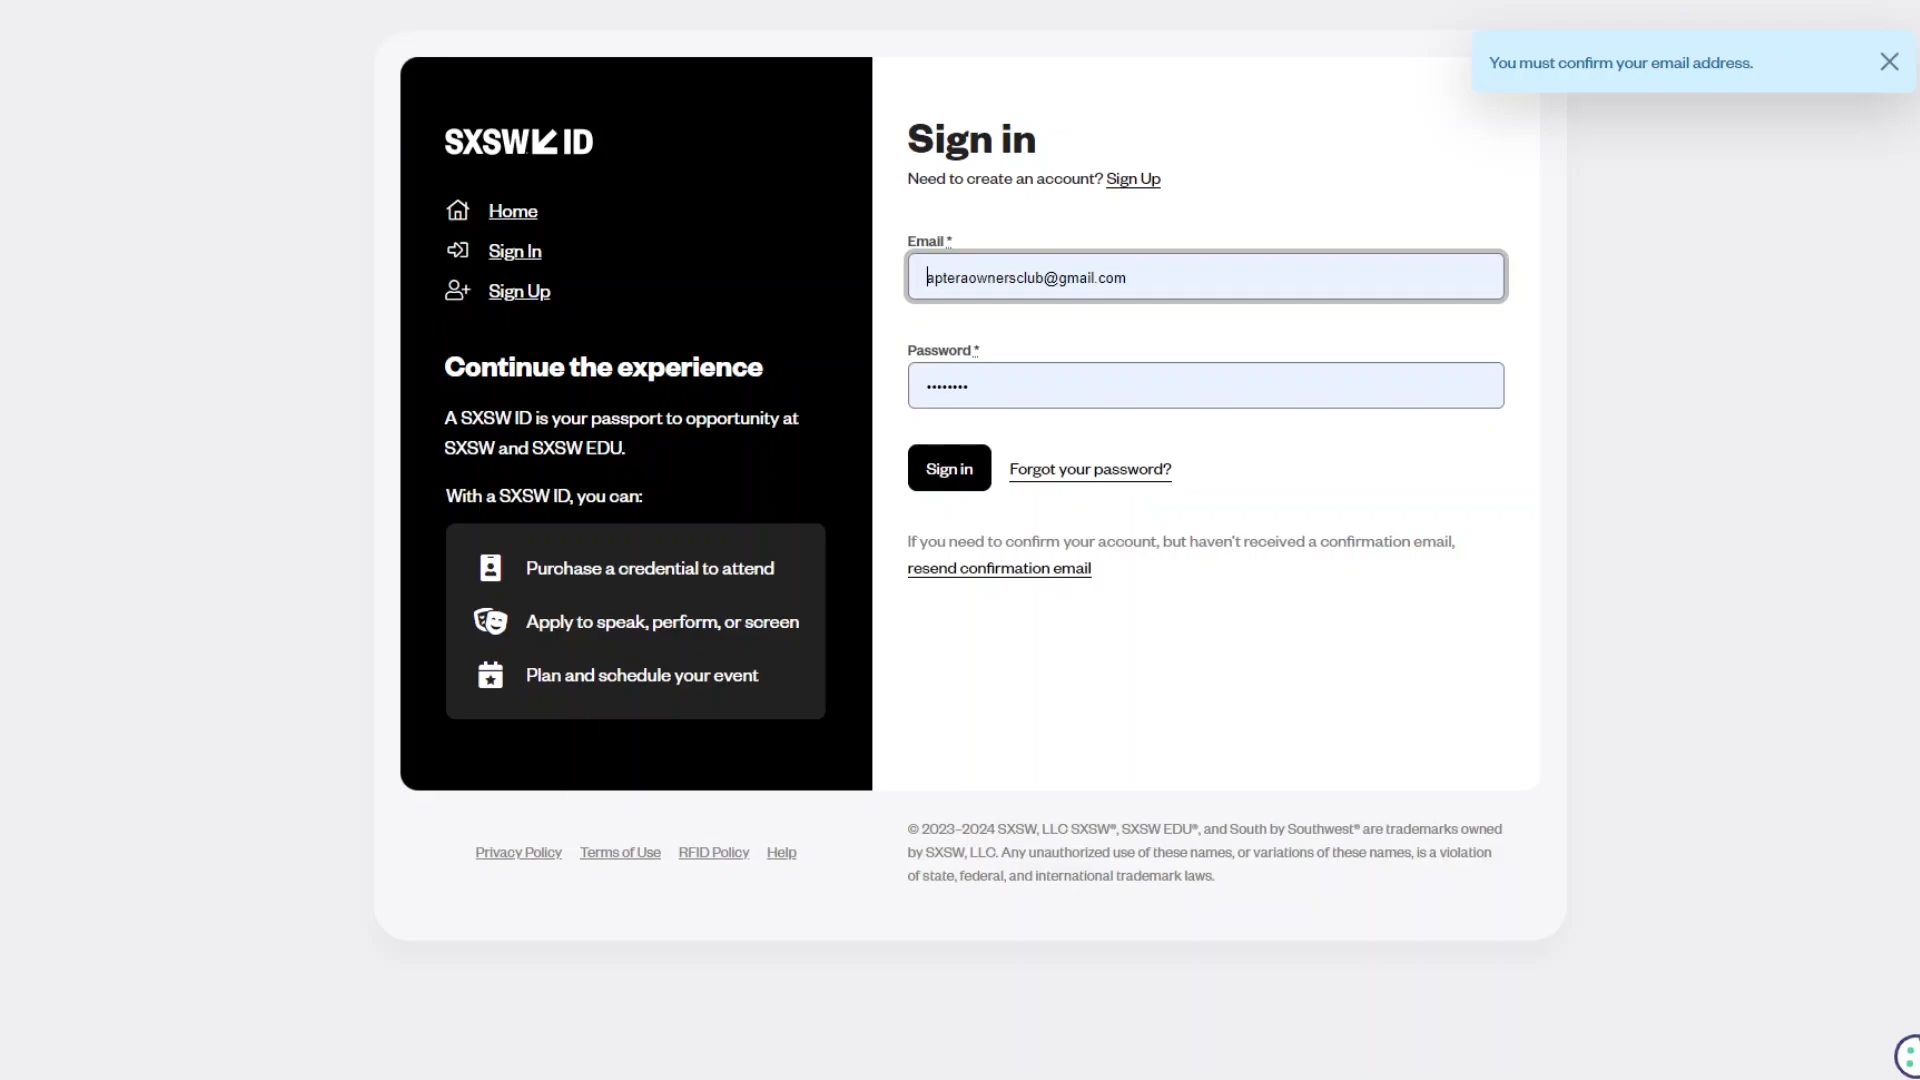 You must confirm your email address.
SXSW ID
Home
Sign In
Sign Up
Continue the experience
A SXSW ID is your passport to opportunity at
SXSW and SXSW EDU.
With a SXSW ID, you can:
Purchase a credential to attend
Apply to speak, perform, or screen
Plan and schedule your event
Sign in
Need to create an account? Sign Up
Email *
apteraownersclub@gmail.com
Password *
••••••••
Sign in Forgot your password?
If you need to confirm your account, but haven't received a confirmation email,
resend confirmation email
Privacy Policy Terms of Use RFID Policy Help
© 2023–2024 SXSW, LLC SXSW®, SXSW EDU®, and South by Southwest® are trademarks owned
by SXSW, LLC. Any unauthorized use of these names, or variations of these names, is a violation
of state, federal, and international trademark laws.